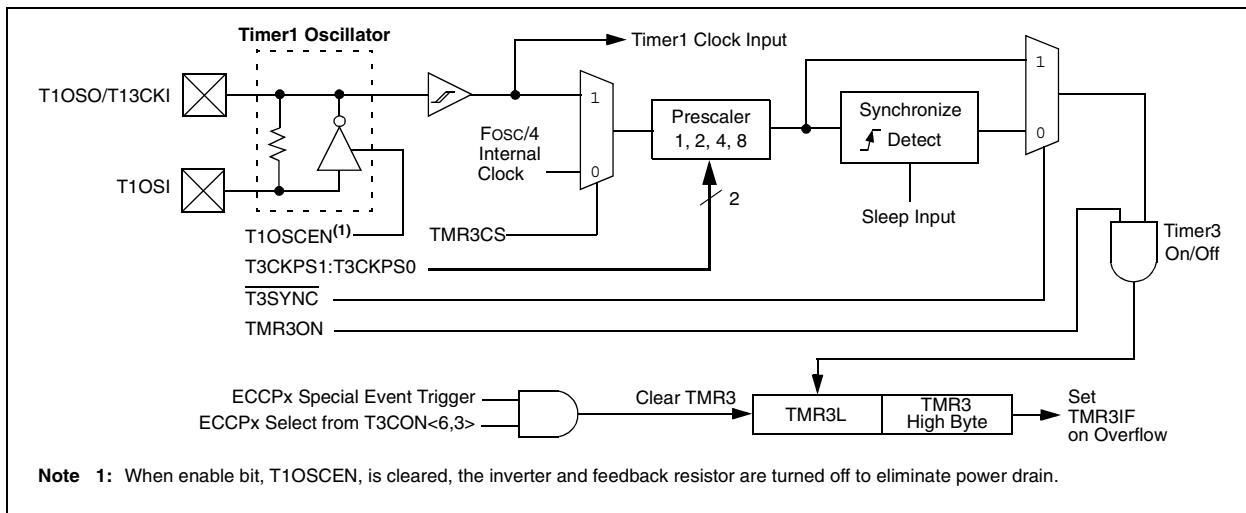 Timer1 Oscillator
Timer1 Clock Input
T1OSO/T13CKI
1
FOSC/4
Internal
Clock
0
Prescaler
1, 2, 4, 8
Synchronize
Detect
1
0
T1OSI
2
Sleep Input
T1OSCEN(1)
TMR3CS
Timer3
On/Off
T3CKPS1:T3CKPS0
T3SYNC
TMR3ON
ECCPx Special Event Trigger
ECCPx Select from T3CON<6,3>
Clear TMR3
TMR3L
TMR3
High Byte
Set
TMR3IF
on Overflow
Note 1: When enable bit, T1OSCEN, is cleared, the inverter and feedback resistor are turned off to eliminate power drain.